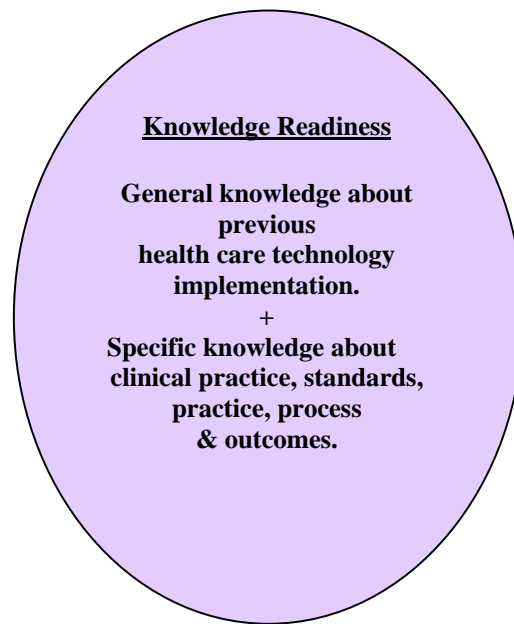 Knowledge Readiness
General knowledge about
previous
health care technology
implementation.
+
Specific knowledge about
clinical practice, standards,
practice, process
& outcomes.